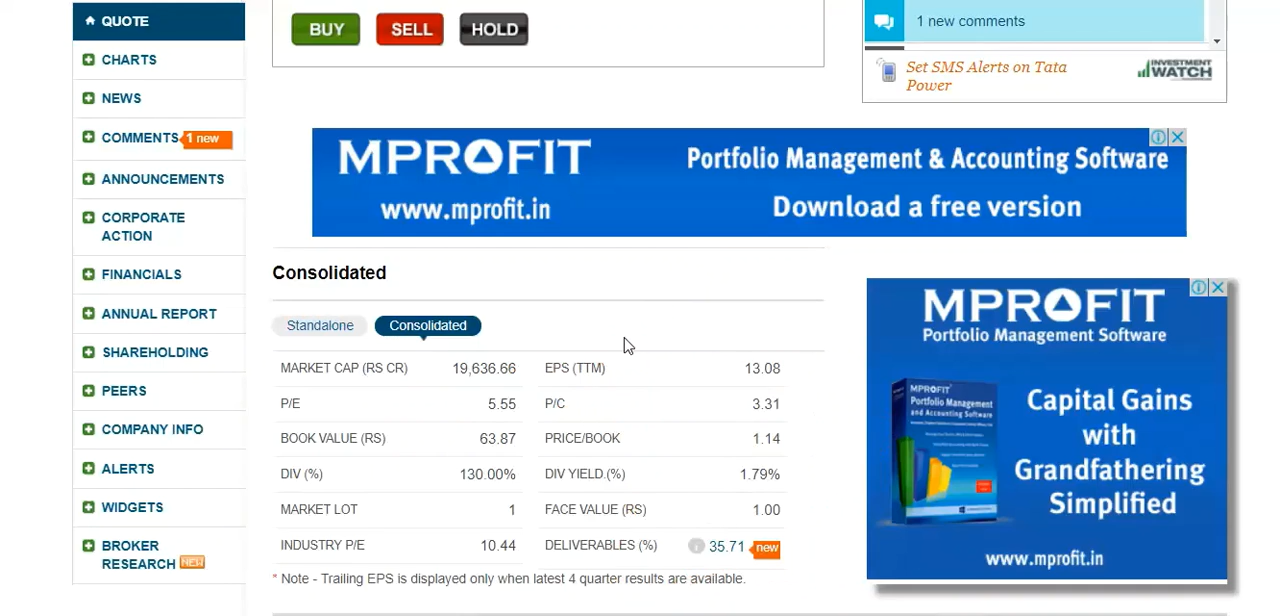 QUOTE
CHARTS
NEWS
COMMENTS 1 new
ANNOUNCEMENTS
CORPORATE
ACTION
FINANCIALS
ANNUAL REPORT
SHAREHOLDING
PEERS
COMPANY INFO
ALERTS
WIDGETS
BROKER
RESEARCH NEW
BUY SELL HOLD
1 new comments
Set SMS Alerts on Tata
Power
INVESTMENT
WATCH
MPROFIT
www.mprofit.in
Portfolio Management & Accounting Software
Download a free version
Consolidated
Standalone Consolidated
MARKET CAP (RS CR) 19,636.66 EPS (TTM) 13.08
P/E 5.55 P/C 3.31
BOOK VALUE (RS) 63.87 PRICE/BOOK 1.14
DIV (%) 130.00% DIV YIELD.(%) 1.79%
MARKET LOT 1 FACE VALUE (RS) 1.00
INDUSTRY P/E 10.44 DELIVERABLES (%) 35.71 new
* Note - Trailing EPS is displayed only when latest 4 quarter results are available.
MPROFIT
Portfolio Management Software
MPROFIT
Portfolio Management
and Accounting Software
Capital Gains
with
Grandfathering
Simplified
www.mprofit.in